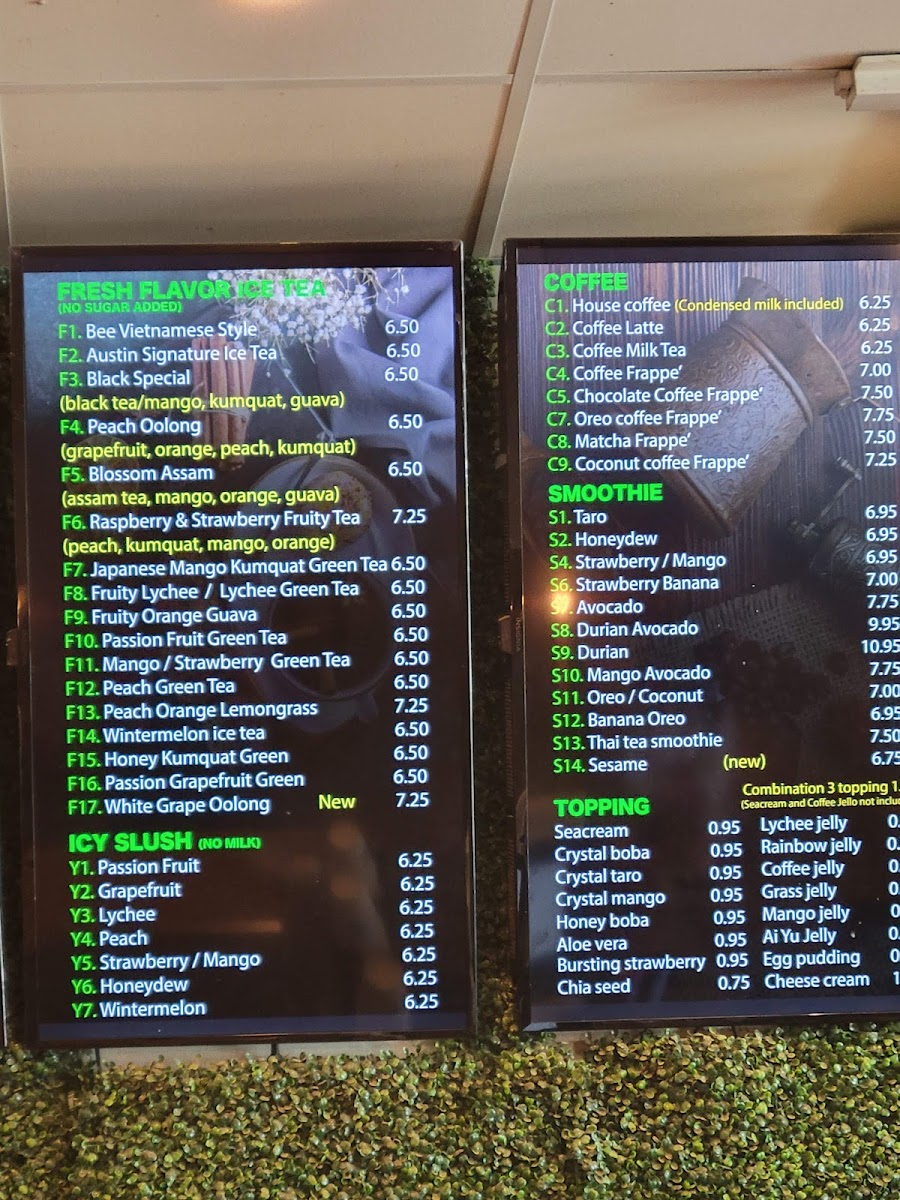 FRESH FLAVOR ICE TEA
(NO SUGAR ADDED)
F1. Bee Vietnamese Style 6.50
F2. Austin Signature Ice Tea 6.50
F3. Black Special 6.50
(black tea/mango, kumquat, guava)
F4. Peach Oolong 6.50
(grapefruit, orange, peach, kumquat)
F5. Blossom Assam 6.50
(assam tea, mango, orange, guava)
F6. Raspberry & Strawberry Fruity Tea 7.25
(peach, kumquat, mango, orange)
F7. Japanese Mango Kumquat Green Tea 6.50
F8. Fruity Lychee / Lychee Green Tea 6.50
F9. Fruity Orange Guava 6.50
F10. Passion Fruit Green Tea 6.50
F11. Mango / Strawberry Green Tea 6.50
F12. Peach Green Tea 6.50
F13. Peach Orange Lemongrass 7.25
F14. Wintermelon ice tea 6.50
F15. Honey Kumquat Green 6.50
F16. Passion Grapefruit Green 6.50
F17. White Grape Oolong New 7.25
ICY SLUSH (NO MILK)
Y1. Passion Fruit 6.25
Y2. Grapefruit 6.25
Y3. Lychee 6.25
Y4. Peach 6.25
Y5. Strawberry / Mango 6.25
Y6. Honeydew 6.25
Y7. Wintermelon 6.25
COFFEE
C1. House coffee (Condensed milk included) 6.25
C2. Coffee Latte 6.25
C3. Coffee Milk Tea 6.25
C4. Coffee Frappe' 7.00
C5. Chocolate Coffee Frappe' 7.50
C7. Oreo coffee Frappe' 7.75
C8. Matcha Frappe' 7.50
C9. Coconut coffee Frappe' 7.25
SMOOTHIE
S1. Taro 6.95
S2. Honeydew 6.95
S4. Strawberry / Mango 6.95
S6. Strawberry Banana 7.00
S7. Avocado 7.75
S8. Durian Avocado 9.95
S9. Durian 10.95
S10. Mango Avocado 7.75
S11. Oreo / Coconut 7.00
S12. Banana Oreo 6.95
S13. Thai tea smoothie 7.50
S14. Sesame (new) 6.75
Combination 3 topping 1.
(Seacream and Coffee Jello not includ
TOPPING
Seacream 0.95 Lychee jelly 0.
Crystal boba 0.95 Rainbow jelly 0.
Crystal taro 0.95 Coffee jelly 0.
Crystal mango 0.95 Grass jelly 0.
Honey boba 0.95 Mango jelly 0
Aloe vera 0.95 Ai Yu Jelly 0.
Bursting strawberry 0.95 Egg pudding 0
Chia seed 0.75 Cheese cream 1